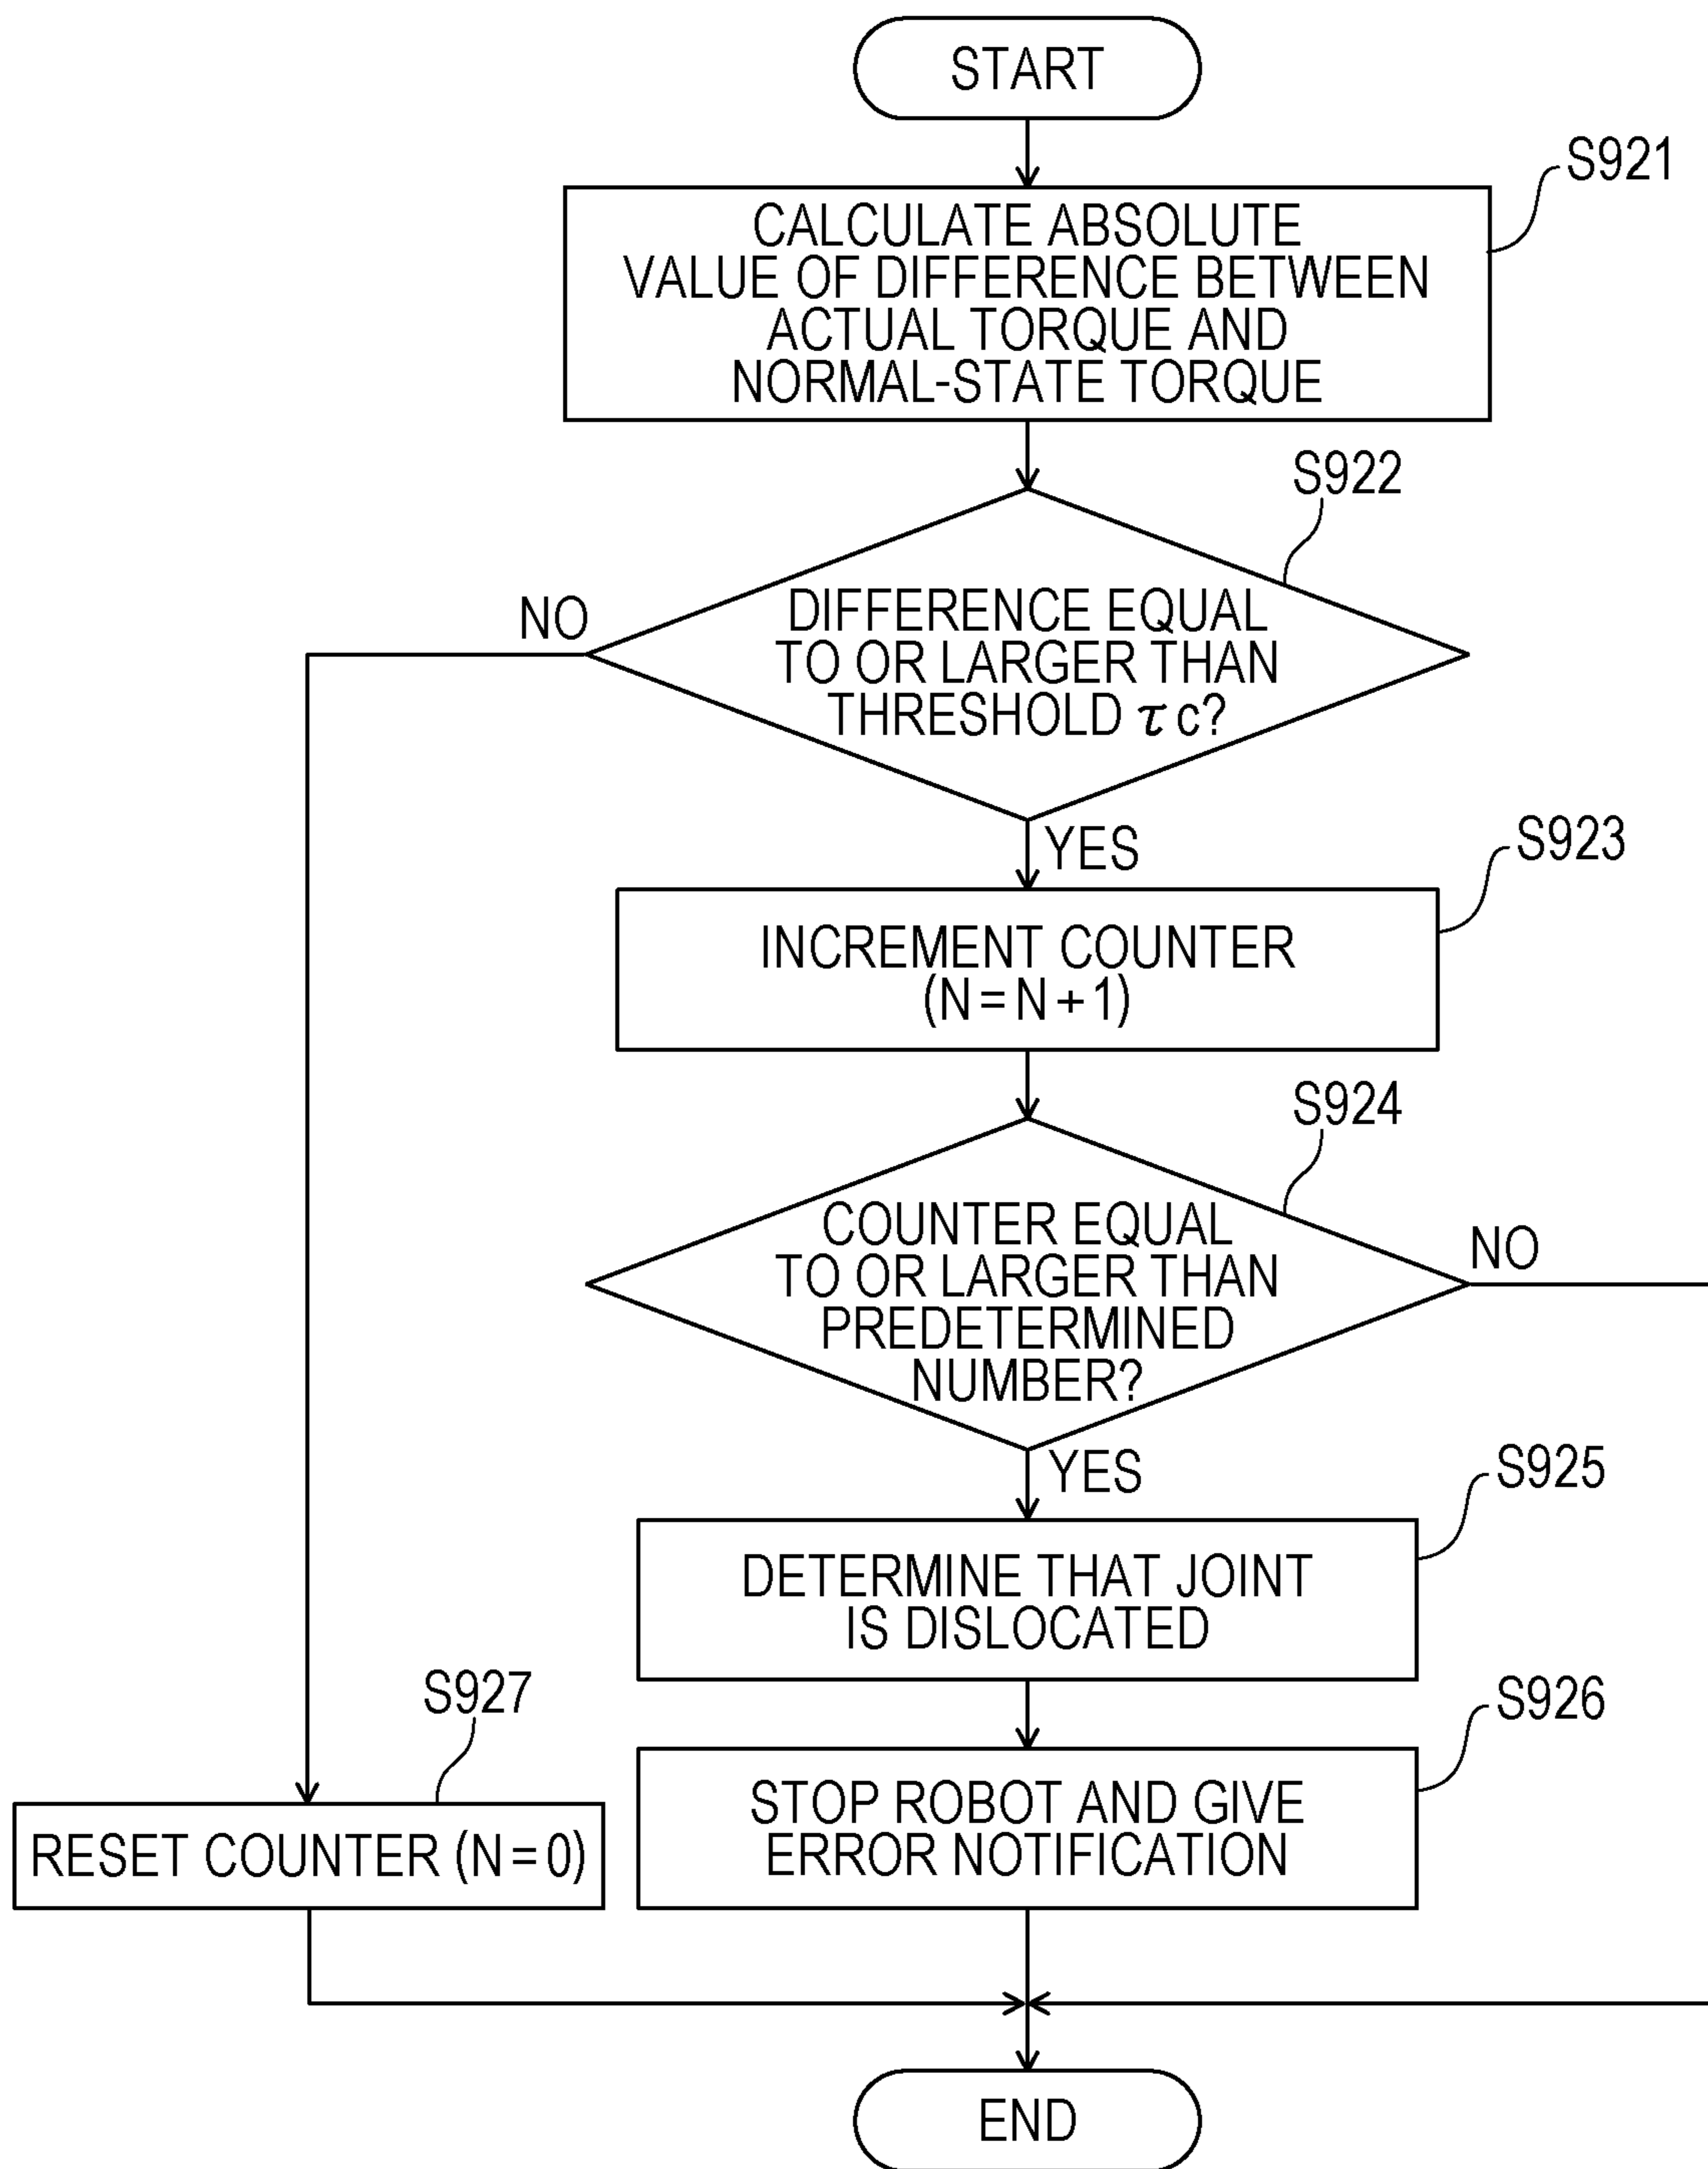 START
S921
CALCULATE ABSOLUTE
VALUE OF DIFFERENCE BETWEEN
ACTUAL TORQUE AND
NORMAL-STATE TORQUE
S922
NO
DIFFERENCE EQUAL
TO OR LARGER THAN
THRESHOLD τc?
YES
S923
INCREMENT COUNTER
(N=N+1)
S924
COUNTER EQUAL
TO OR LARGER THAN
PREDETERMINED
NUMBER?
NO
YES
S925
DETERMINE THAT JOINT
IS DISLOCATED
S927
S926
STOP ROBOT AND GIVE
ERROR NOTIFICATION
RESET COUNTER (N=0)
END